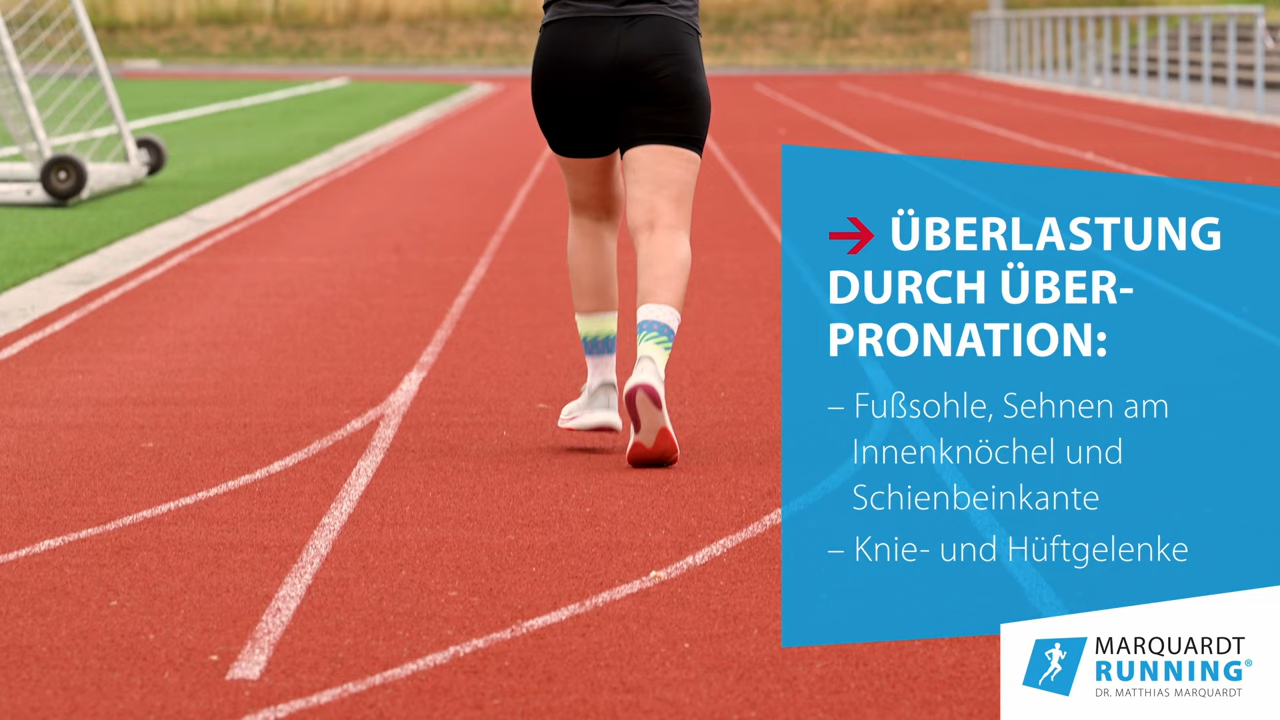 → ÜBERLASTUNG
DURCH ÜBER-
PRONATION:
– Fußsohle, Sehnen am
Innenknöchel und
Schienbeinkante
– Knie- und Hüftgelenke
MARQUARDT
RUNNING®
DR. MATTHIAS MARQUARDT